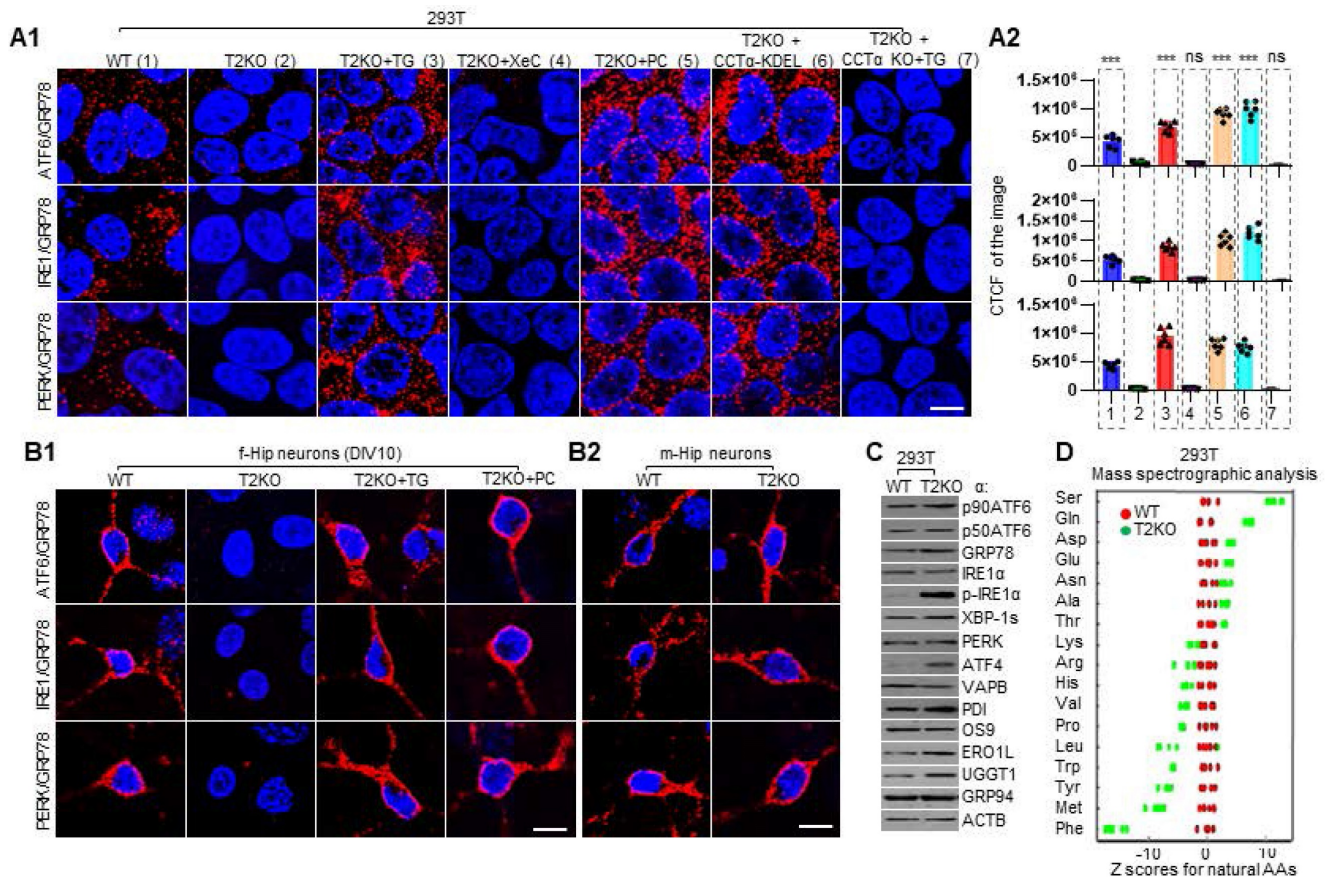 293T
A1
WT (1)
T2KO (2)
T2KO+TG (3)
T2KO+XeC (4)
T2KO+PC (5)
T2KO +
CCTα-KDEL (6)
T2KO +
CCTα KO+TG (7)
ATF6/GRP78
IRE1/GRP78
PERK/GRP78
A2
*** *** ns *** *** ns
CTCF of the image
1.5×10⁶
1×10⁶
5×10⁵
0
2×10⁶
1.5×10⁶
1×10⁶
5×10⁵
0
1.5×10⁶
1×10⁶
5×10⁵
0
1 2 3 4 5 6 7
B1
f-Hip neurons (DIV10)
WT
T2KO
T2KO+TG
T2KO+PC
ATF6/GRP78
IRE1/GRP78
PERK/GRP78
B2
m-Hip neurons
WT
T2KO
C
293T
WT T2KO α:
p90ATF6
p50ATF6
GRP78
IRE1α
p-IRE1α
XBP-1s
PERK
ATF4
VAPB
PDI
OS9
ERO1L
UGGT1
GRP94
ACTB
D
293T
Mass spectrographic analysis
WT
T2KO
Ser
Gln
Asp
Glu
Asn
Ala
Thr
Lys
Arg
His
Val
Pro
Leu
Trp
Tyr
Met
Phe
-10 0 10
Z scores for natural AAs